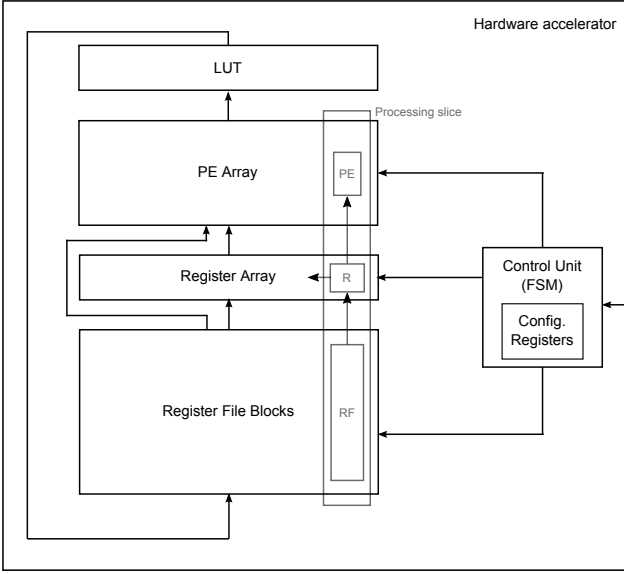 Hardware accelerator
LUT
Processing slice
PE Array
PE
Register Array
R
Control Unit
(FSM)
Config.
Registers
Register File Blocks
RF